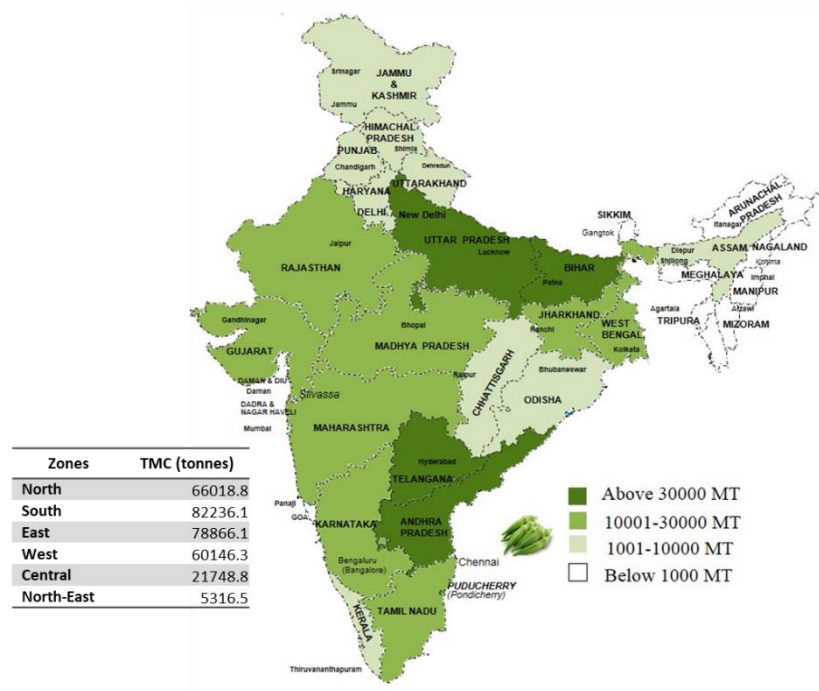 Srinagar
JAMMU
&
KASHMIR
Jammu
HIMACHAL
PRADESH
PUNJAB
Shimla
Chandigarh
Dehredun
HARYANA
UTTARAKHAND
DELHI
New Delhi
ARUNACHAL
PRADESH
Itanagar
SIKKIM
Gangtok
UTTAR PRADESH
Lucknow
Jaipur
RAJASTHAN
BIHAR
Patna
Dispur
ASSAM
NAGALAND
Shillong
Kohima
MEGHALAYA
Imphal
MANIPUR
Agartala
Aizawl
TRIPURA
MIZORAM
Gandhinagar
GUJARAT
Bhopal
MADHYA PRADESH
JHARKHAND
Ranchi
WEST
BENGAL
Kolkata
Raipur
CHHATTISGARH
Bhubaneswar
ODISHA
DAMAN & DIU
Daman
Silvassa
DADRA &
NAGAR HAVELI
Mumbai
MAHARASHTRA
Hyderabad
TELANGANA
Panaji
GOA
KARNATAKA
ANDHRA
PRADESH
Bengaluru
(Bangalore)
Chennai
PUDUCHERRY
(Pondicherry)
KERALA
TAMIL NADU
Thiruvananthapuram
Zones TMC (tonnes)
North 66018.8
South 82236.1
East 78866.1
West 60146.3
Central 21748.8
North-East 5316.5
Above 30000 MT
10001-30000 MT
1001-10000 MT
Below 1000 MT